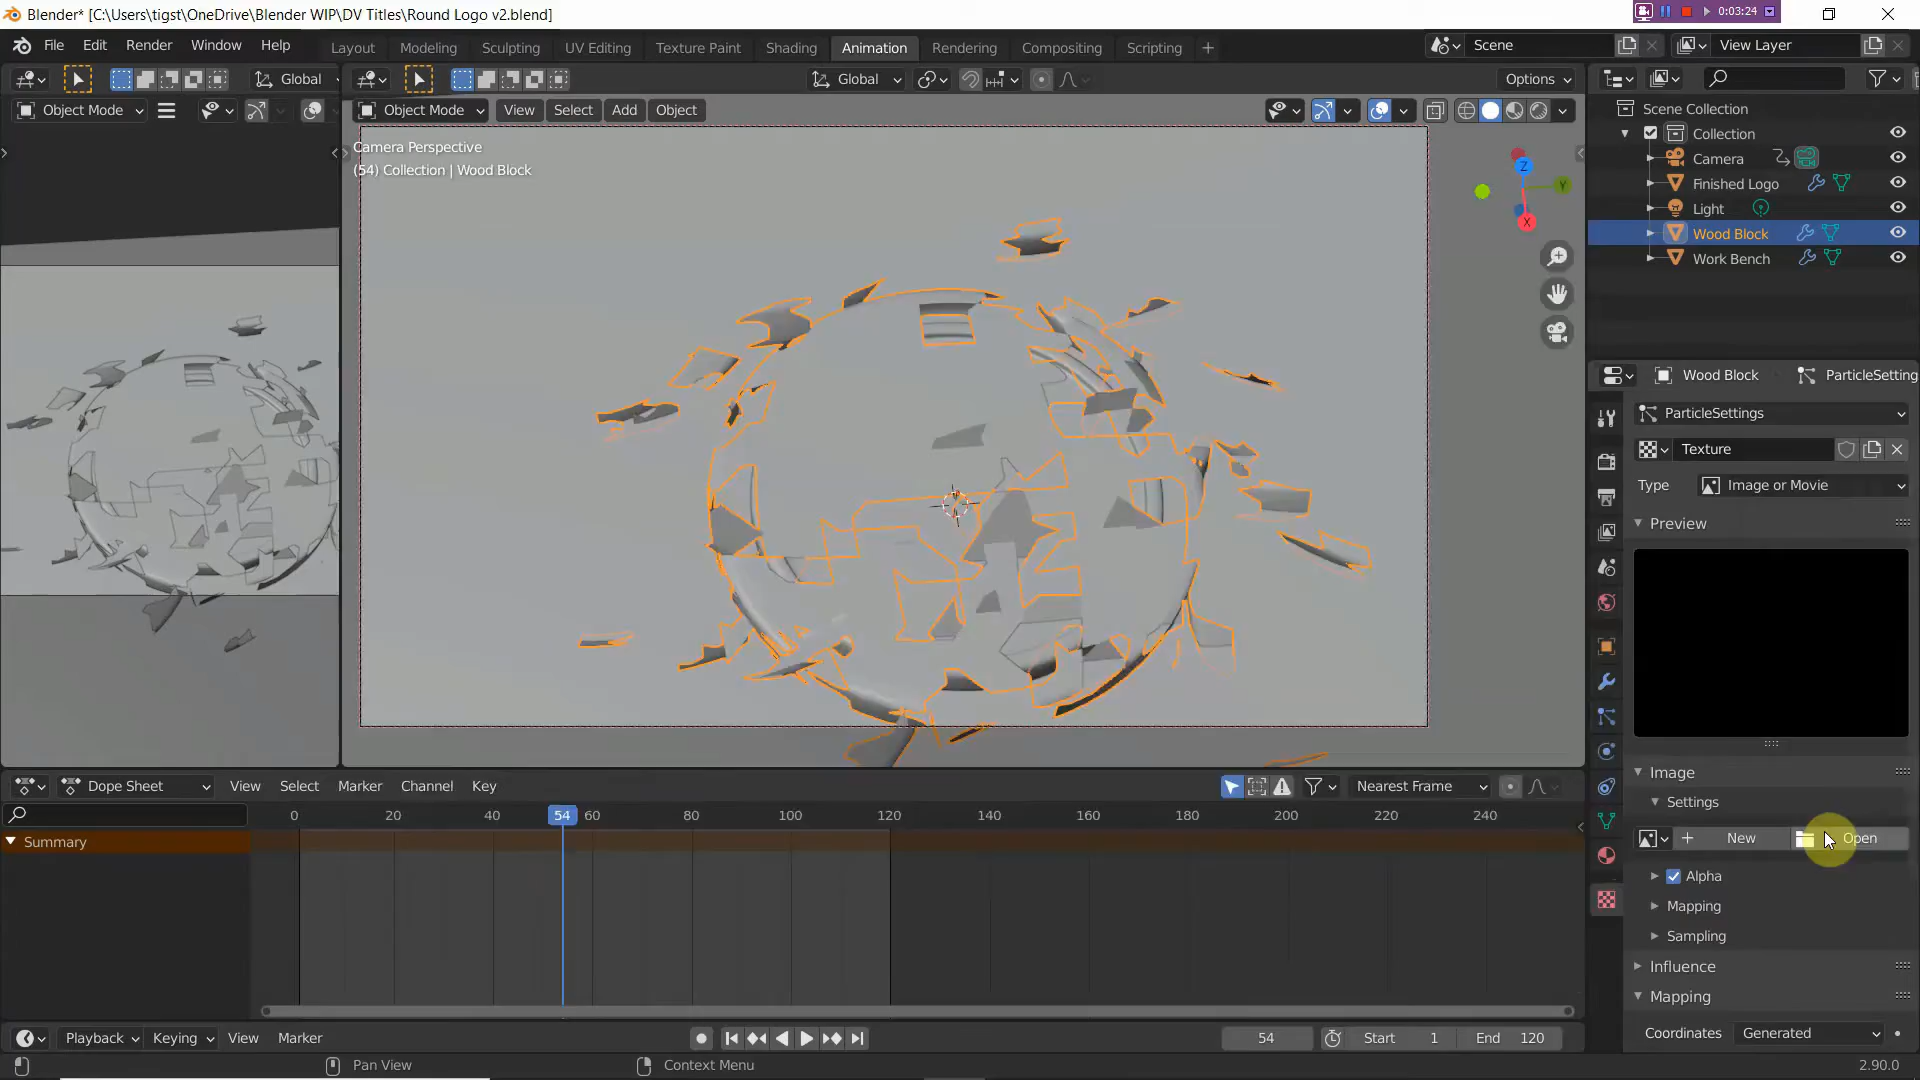 Blender* [C:\Users\tigst\OneDrive\Blender WIP\DV Titles\Round Logo v2.blend]
0:03:24
File Edit Render Window Help
Layout Modeling Sculpting UV Editing Texture Paint Shading Animation Rendering Compositing Scripting
Scene
View Layer
Global
Global
Options
Object Mode
Object Mode View Select Add Object
Camera Perspective
(54) Collection | Wood Block
Z
Y
X
Scene Collection
Collection
Camera
Finished Logo
Light
Wood Block
Work Bench
Wood Block
ParticleSetting
ParticleSettings
Texture
Type Image or Movie
Preview
Image
Settings
New
Open
Alpha
Mapping
Sampling
Influence
Mapping
Coordinates Generated
Dope Sheet View Select Marker Channel Key
Nearest Frame
0 20 40 54 60 80 100 120 140 160 180 200 220 240
Summary
Playback Keying View Marker
54
Start 1
End 120
Pan View
Context Menu
2.90.0